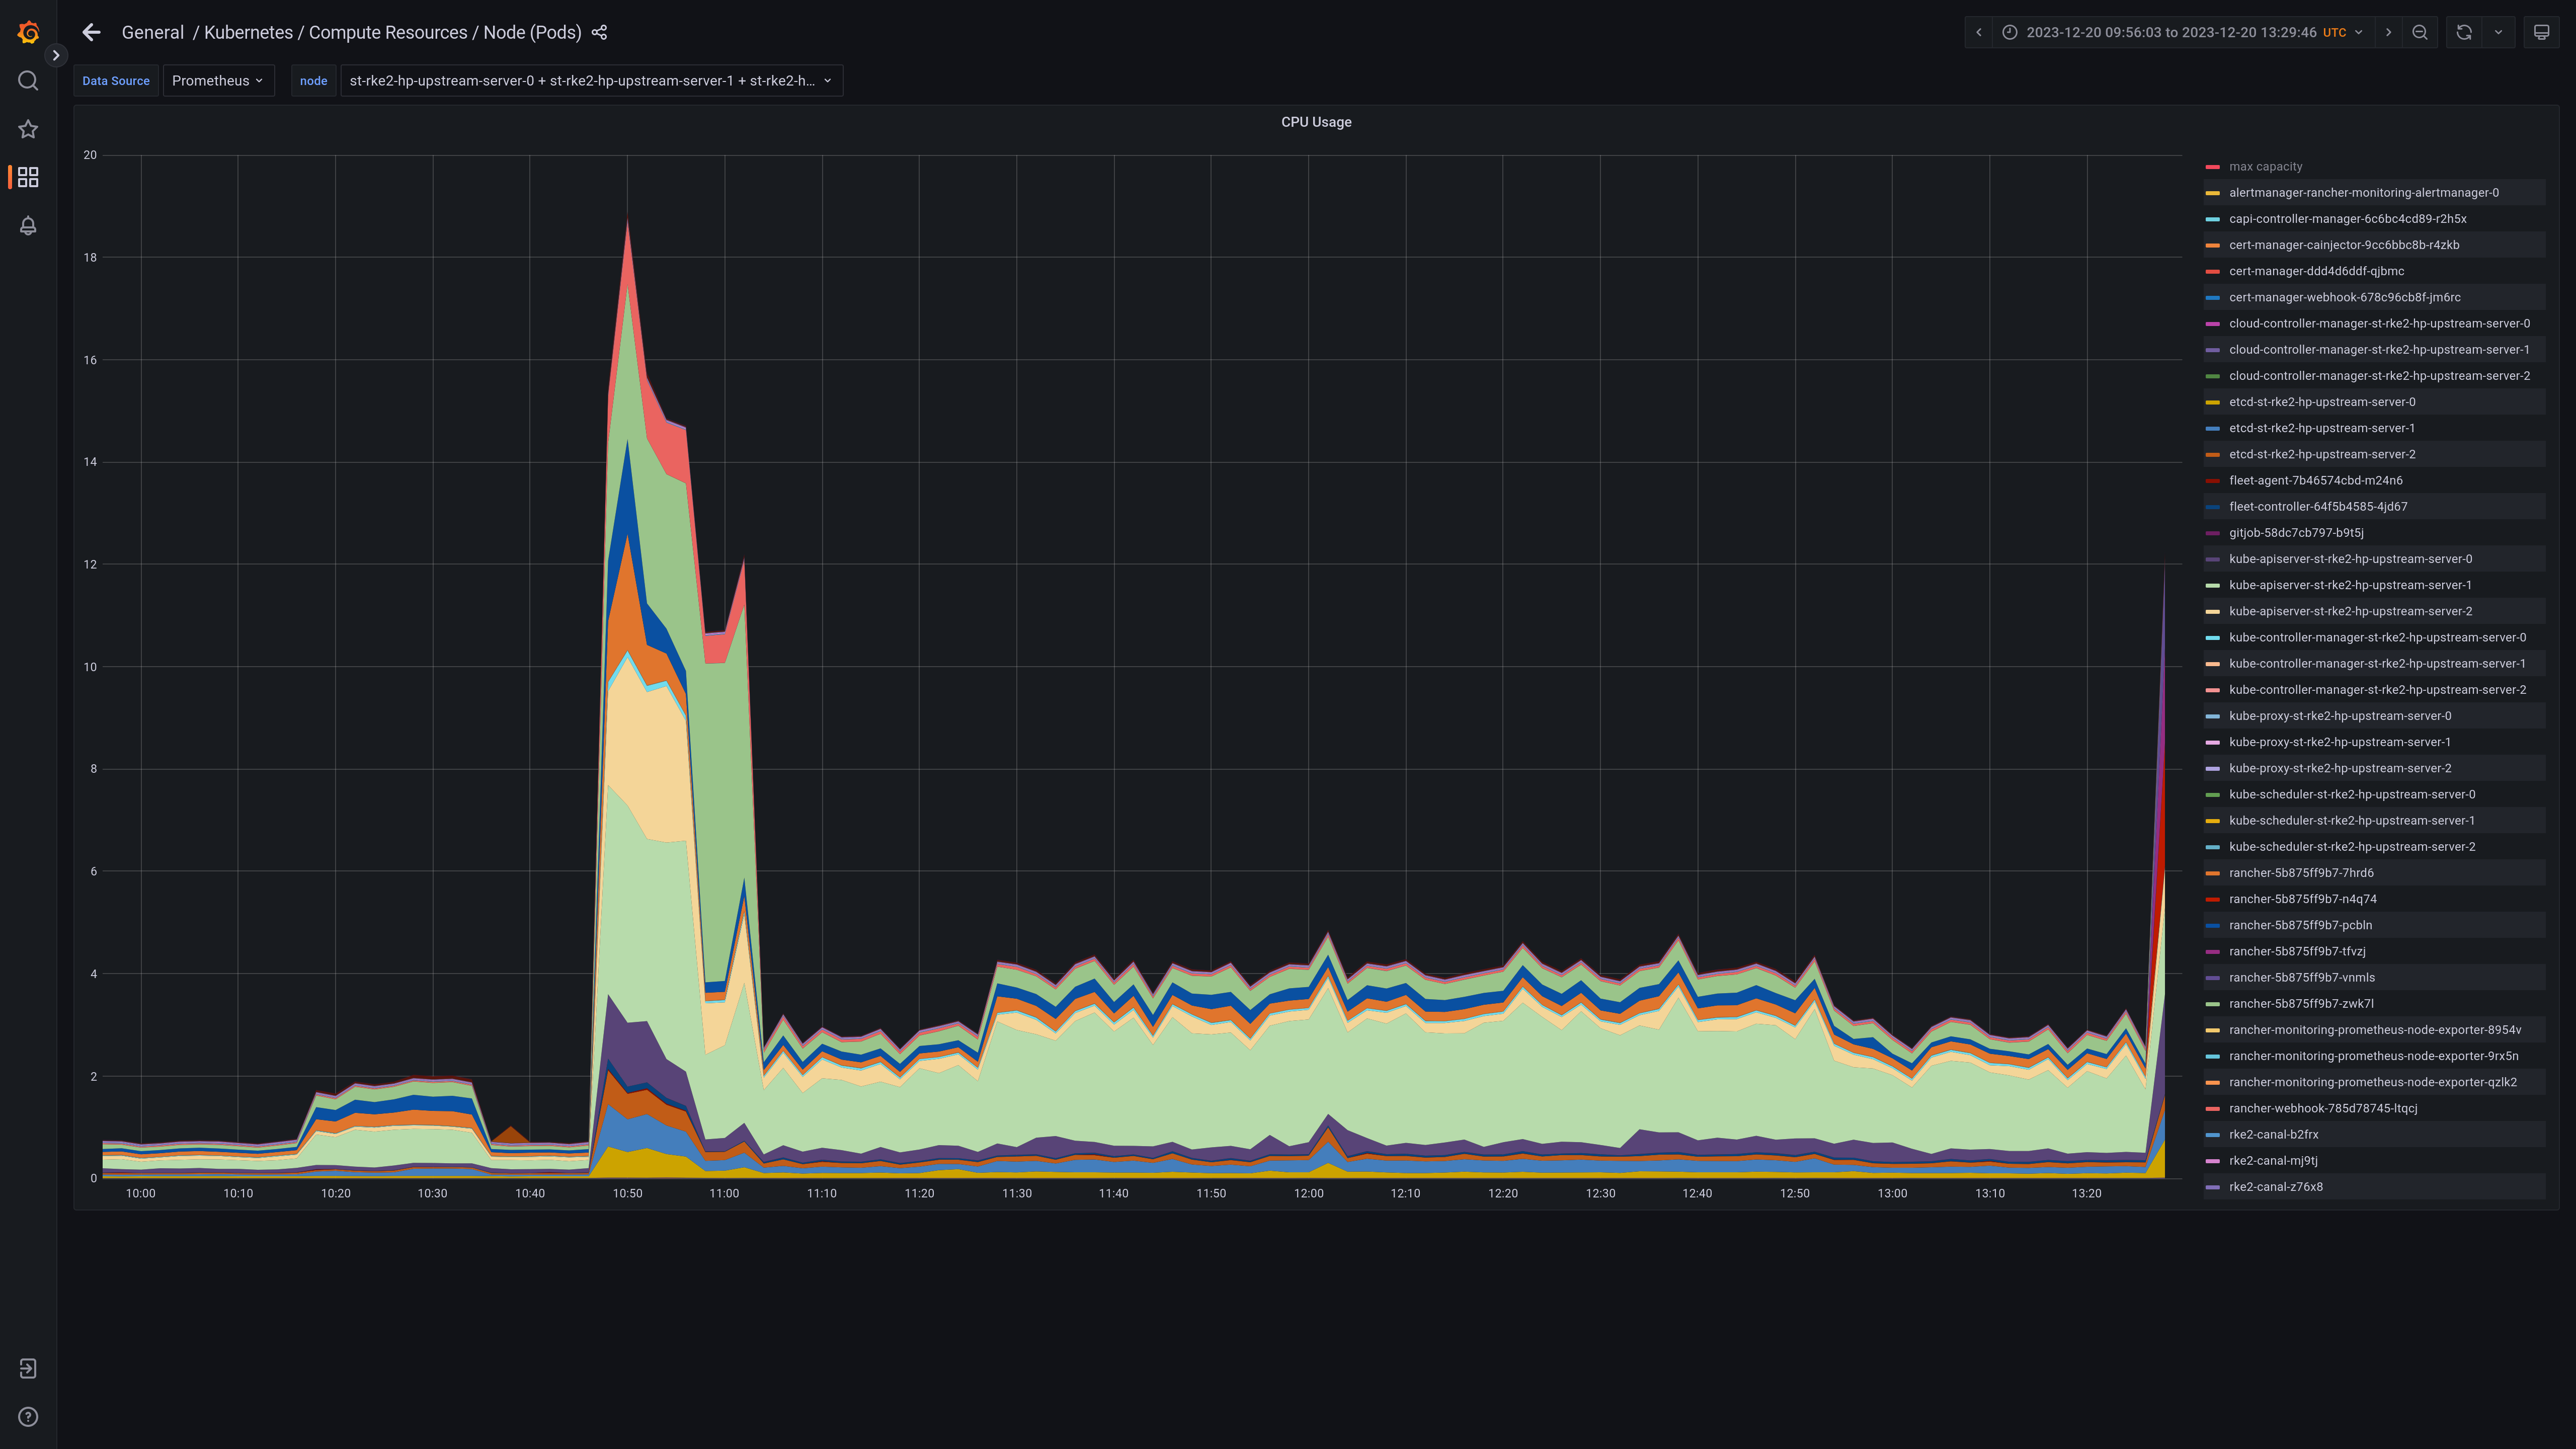 General / Kubernetes / Compute Resources / Node (Pods)
2023-12-20 09:56:03 to 2023-12-20 13:29:46 UTC
Data Source Prometheus node st-rke2-hp-upstream-server-0 + st-rke2-hp-upstream-server-1 + st-rke2-h...
CPU Usage
20
18
16
14
12
10
8
6
4
2
0
10:00 10:10 10:20 10:30 10:40 10:50 11:00 11:10 11:20 11:30 11:40 11:50 12:00 12:10 12:20 12:30 12:40 12:50 13:00 13:10 13:20
max capacity
alertmanager-rancher-monitoring-alertmanager-0
capi-controller-manager-6c6bc4cd89-r2h5x
cert-manager-cainjector-9cc6bbc8b-r4zkb
cert-manager-ddd4d6ddf-qjbmc
cert-manager-webhook-678c96cb8f-jm6rc
cloud-controller-manager-st-rke2-hp-upstream-server-0
cloud-controller-manager-st-rke2-hp-upstream-server-1
cloud-controller-manager-st-rke2-hp-upstream-server-2
etcd-st-rke2-hp-upstream-server-0
etcd-st-rke2-hp-upstream-server-1
etcd-st-rke2-hp-upstream-server-2
fleet-agent-7b46574cbd-m24n6
fleet-controller-64f5b4585-4jd67
gitjob-58dc7cb797-b9t5j
kube-apiserver-st-rke2-hp-upstream-server-0
kube-apiserver-st-rke2-hp-upstream-server-1
kube-apiserver-st-rke2-hp-upstream-server-2
kube-controller-manager-st-rke2-hp-upstream-server-0
kube-controller-manager-st-rke2-hp-upstream-server-1
kube-controller-manager-st-rke2-hp-upstream-server-2
kube-proxy-st-rke2-hp-upstream-server-0
kube-proxy-st-rke2-hp-upstream-server-1
kube-proxy-st-rke2-hp-upstream-server-2
kube-scheduler-st-rke2-hp-upstream-server-0
kube-scheduler-st-rke2-hp-upstream-server-1
kube-scheduler-st-rke2-hp-upstream-server-2
rancher-5b875ff9b7-7hrd6
rancher-5b875ff9b7-n4q74
rancher-5b875ff9b7-pcbln
rancher-5b875ff9b7-tfvzj
rancher-5b875ff9b7-vnmls
rancher-5b875ff9b7-zwk7l
rancher-monitoring-prometheus-node-exporter-8954v
rancher-monitoring-prometheus-node-exporter-9rx5n
rancher-monitoring-prometheus-node-exporter-qzlk2
rancher-webhook-785d78745-ltqcj
rke2-canal-b2frx
rke2-canal-mj9tj
rke2-canal-z76x8